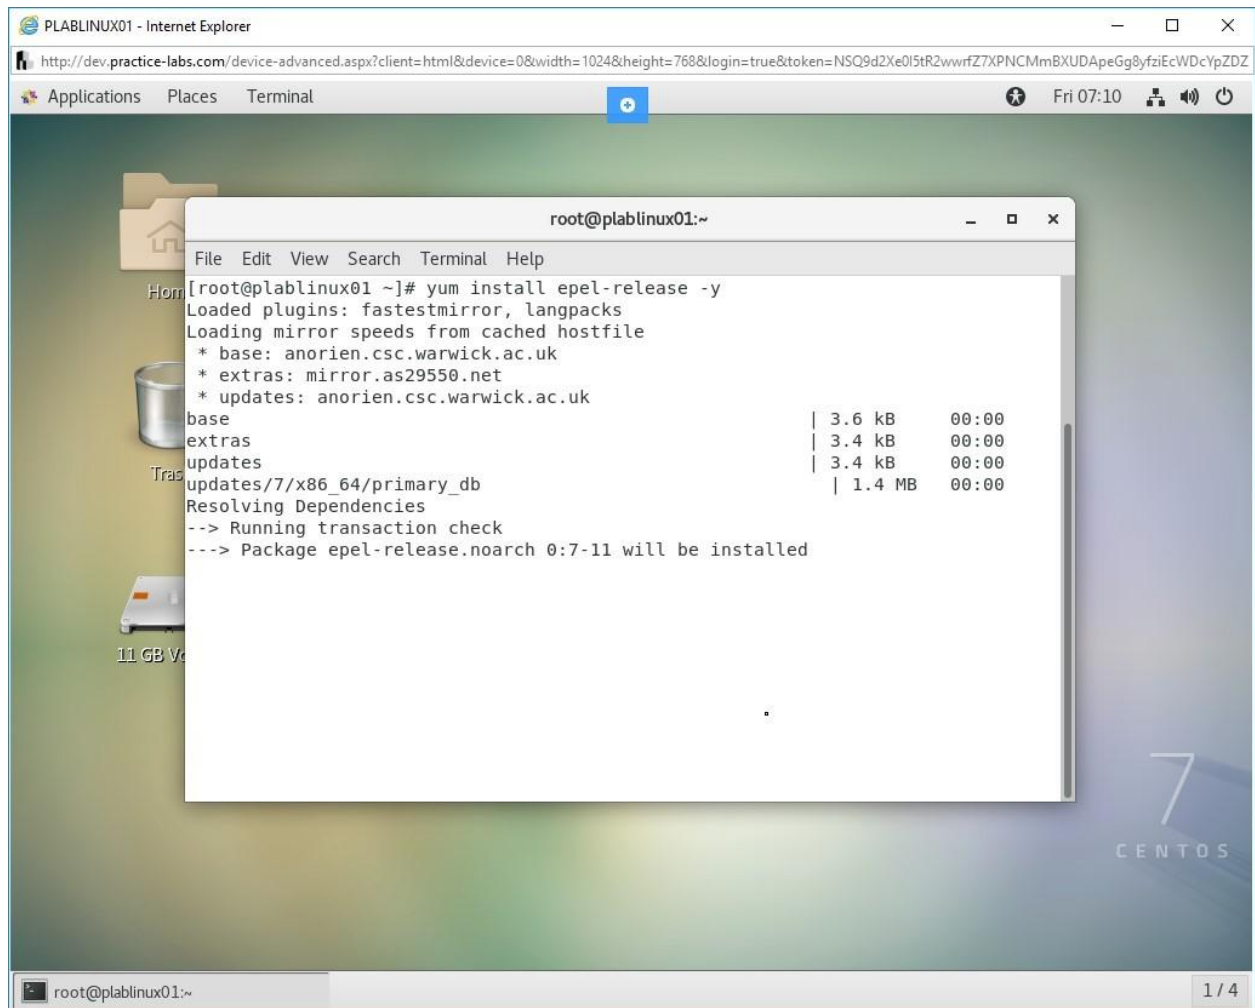 PLABLINUX01 - Internet Explorer
http://dev.practice-labs.com/device-advanced.aspx?client=html&device=0&width=1024&height=768&login=true&token=NSQ9d2Xe0I5tR2wwrfZ7XPNCMmBXUDApeGg8yfziEcWDcYpZDZ
Applications Places Terminal Fri 07:10
root@plablinux01:~
File Edit View Search Terminal Help
[root@plablinux01 ~]# yum install epel-release -y
Loaded plugins: fastestmirror, langpacks
Loading mirror speeds from cached hostfile
* base: anorien.csc.warwick.ac.uk
* extras: mirror.as29550.net
* updates: anorien.csc.warwick.ac.uk
base | 3.6 kB 00:00
extras | 3.4 kB 00:00
updates | 3.4 kB 00:00
updates/7/x86_64/primary_db | 1.4 MB 00:00
Resolving Dependencies
--> Running transaction check
---> Package epel-release.noarch 0:7-11 will be installed
Hom
Tras
11 GB Vo
7
CENTOS
root@plablinux01:~
1 / 4